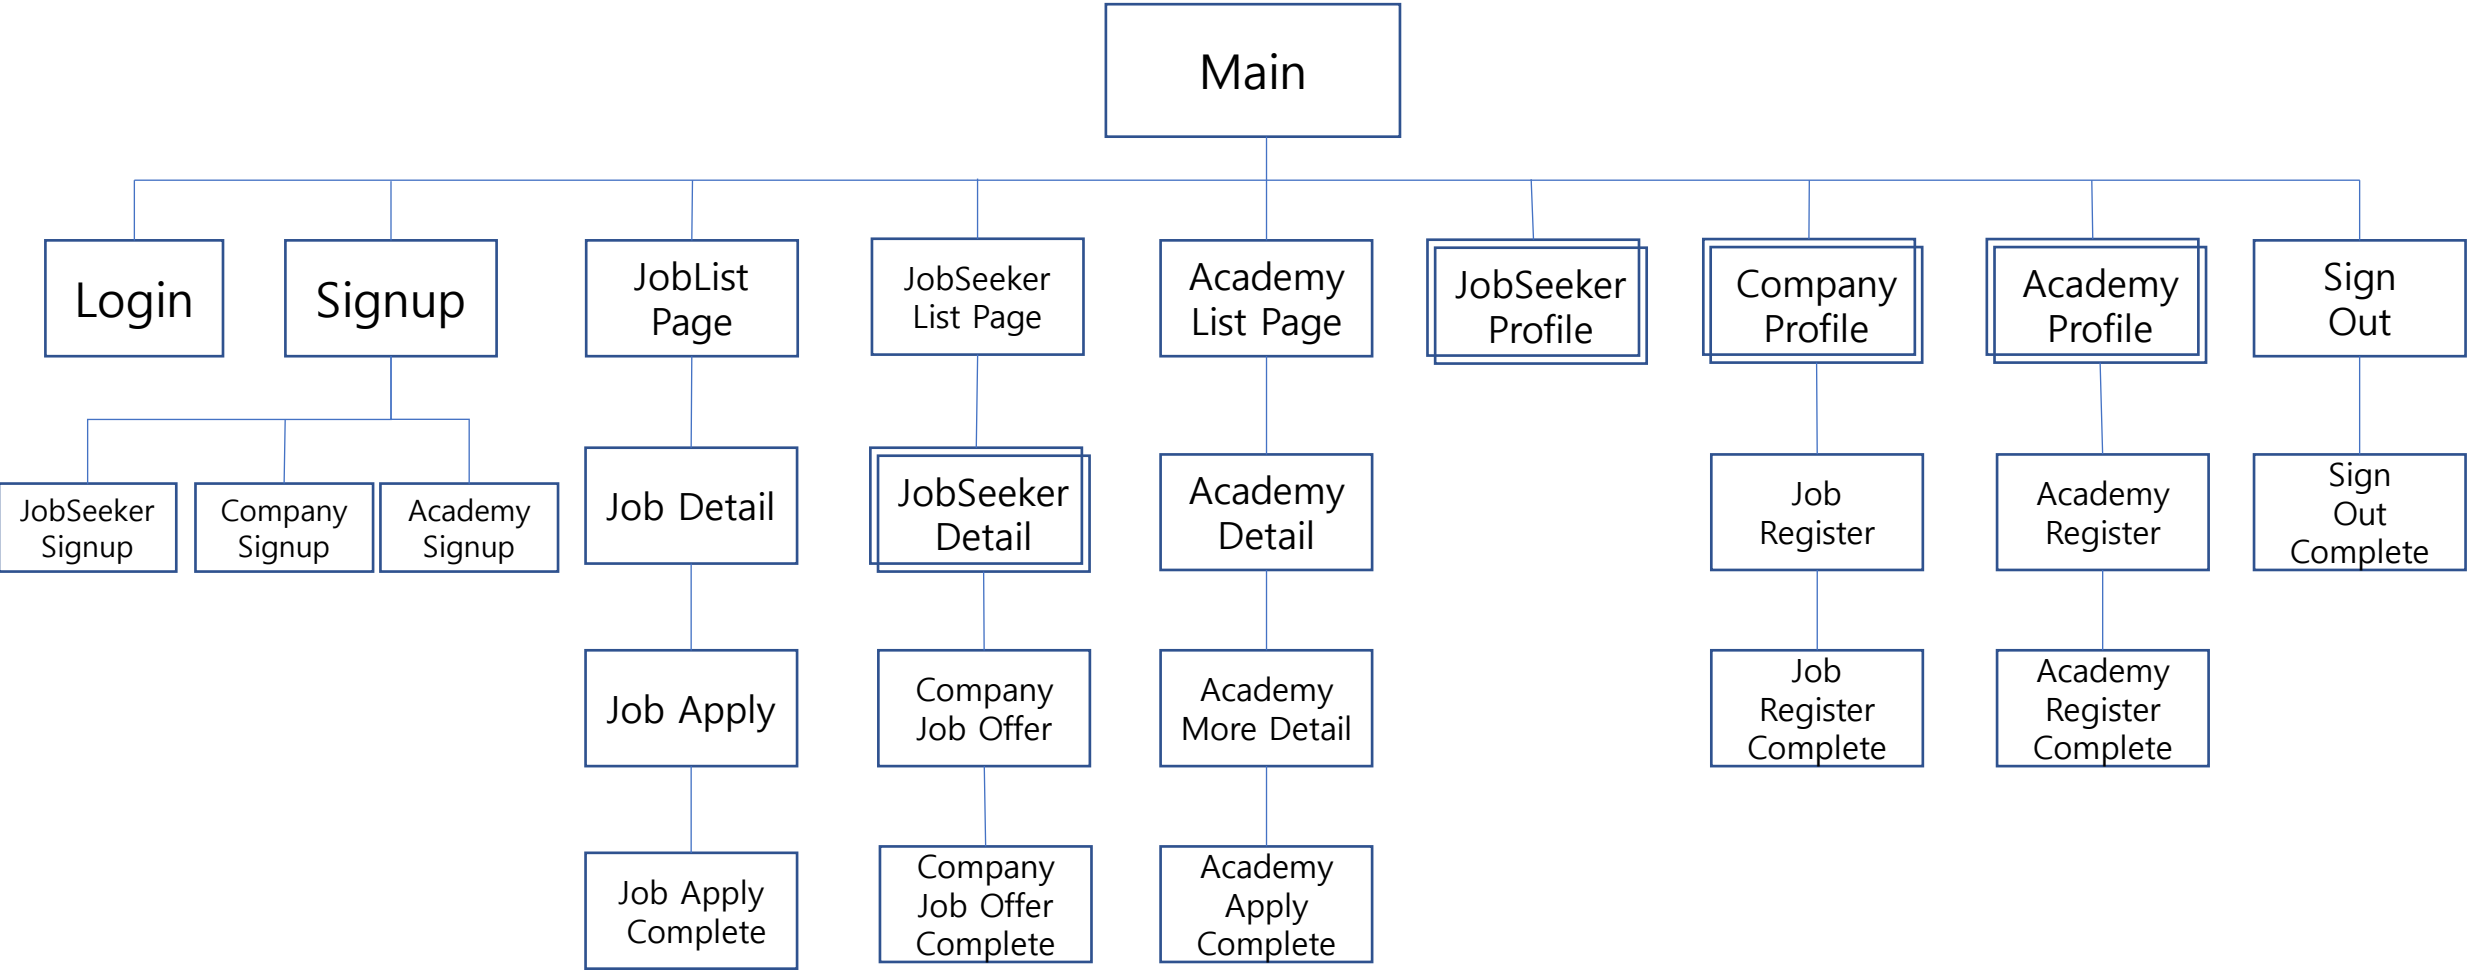 Main
Login
Signup
JobList
Page
JobSeeker
List Page
Academy
List Page
JobSeeker
Profile
Company
Profile
Academy
Profile
Sign
Out
JobSeeker
Signup
Company
Signup
Academy
Signup
Job Detail
JobSeeker
Detail
Academy
Detail
Job
Register
Academy
Register
Sign
Out
Complete
Job Apply
Company
Job Offer
Academy
More Detail
Job
Register
Complete
Academy
Register
Complete
Job Apply
Complete
Company
Job Offer
Complete
Academy
Apply
Complete